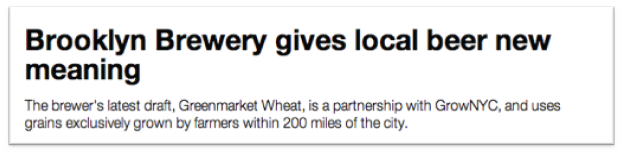 Brooklyn Brewery gives local beer new
meaning
The brewer's latest draft, Greenmarket Wheat, is a partnership with GrowNYC, and uses
grains exclusively grown by farmers within 200 miles of the city.